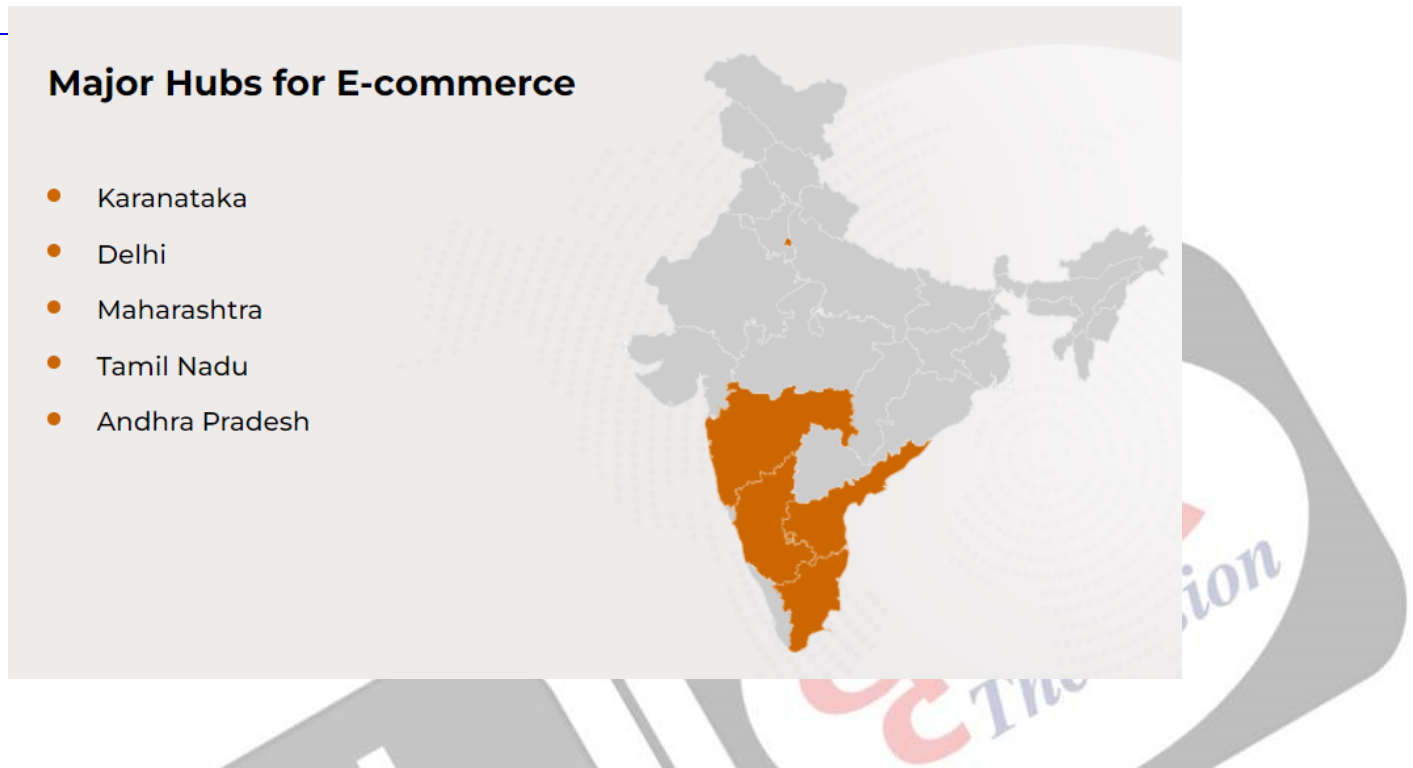 Major Hubs for E-commerce
Karanataka
Delhi
Maharashtra
Tamil Nadu
Andhra Pradesh